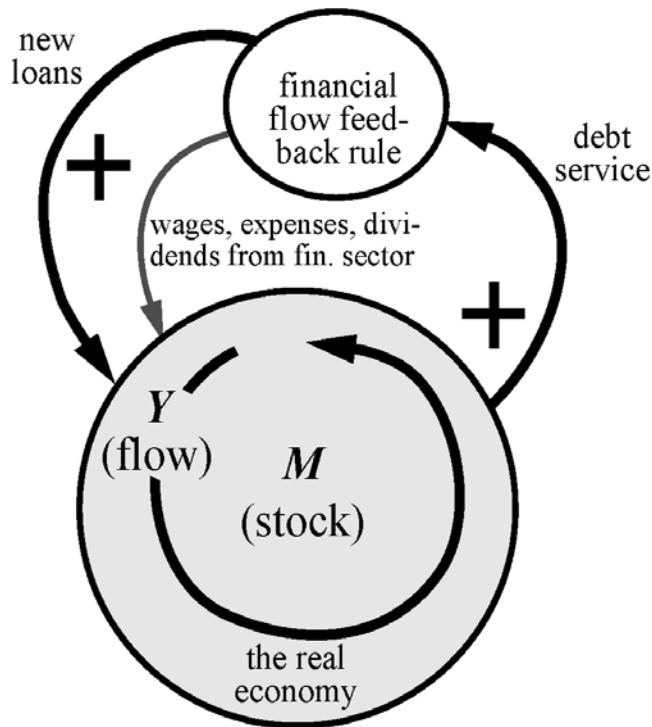 new
loans
financial
flow feed-
back rule
debt
service
+
wages, expenses, divi-
dends from fin. sector
+
Y
(flow)
M
(stock)
the real
economy